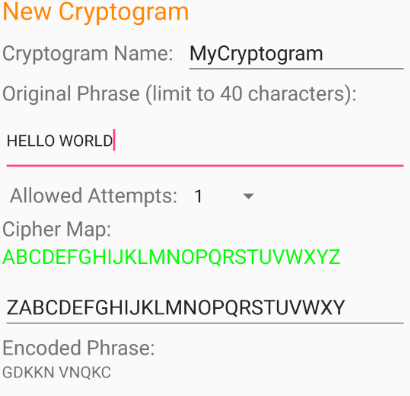 New Cryptogram
Cryptogram Name: MyCryptogram
Original Phrase (limit to 40 characters):
HELLO WORLD
Allowed Attempts: 1
Cipher Map:
ABCDEFGHIJKLMNOPQRSTUVWXYZ
ZABCDEFGHIJKLMNOPQRSTUVWXY
Encoded Phrase:
GDKKN VNQKC